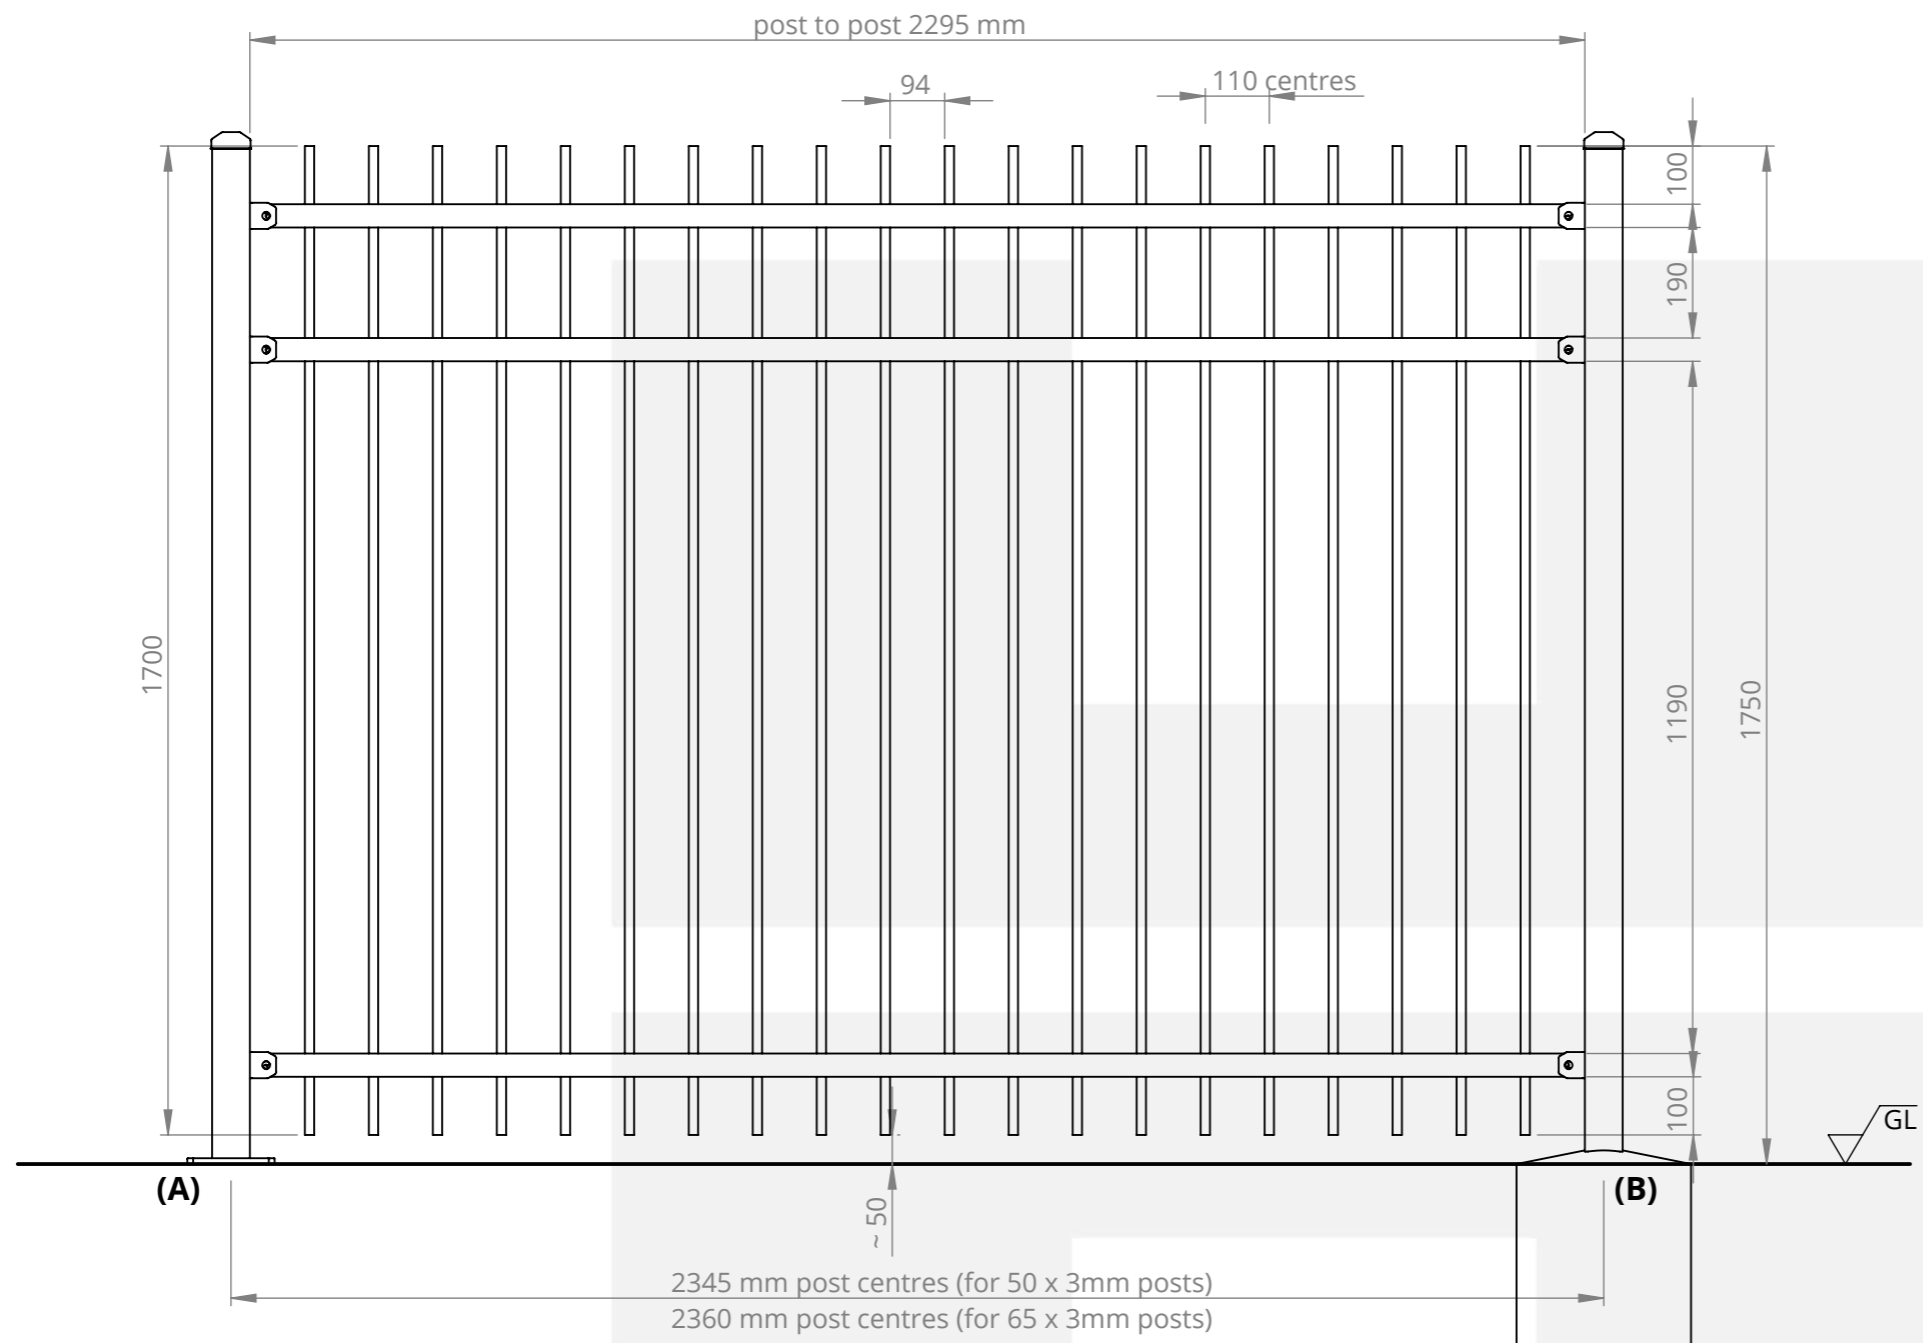 post to post 2295 mm
94
110 centres
100
190
1700
1190
1750
100
GL
(A)
(B)
~ 50
2345 mm post centres (for 50 x 3mm posts)
2360 mm post centres (for 65 x 3mm posts)